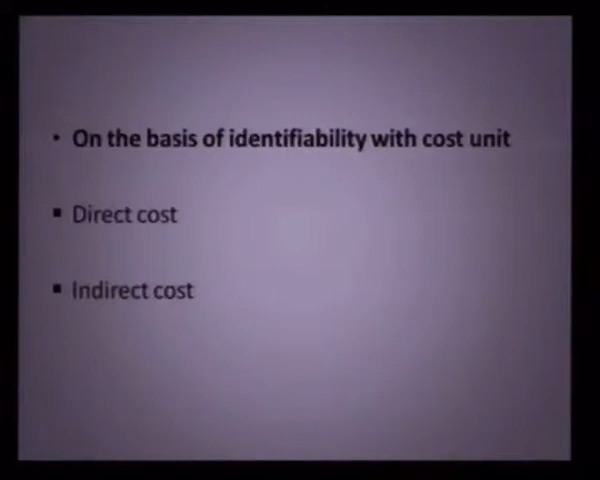 • On the basis of identifiability with cost unit
▪ Direct cost
▪ Indirect cost